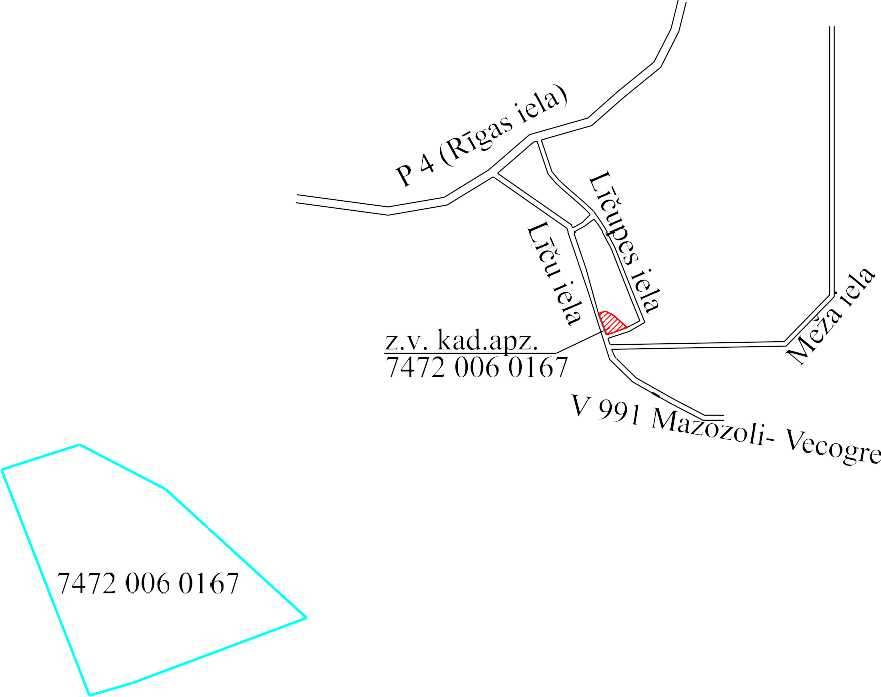 P 4 (Rīgas iela)
Līčupes iela
Līču iela
Meža iela
z.v. kad.apz.
7472 006 0167
V 991 Mazozoli- Vecogre
7472 006 0167